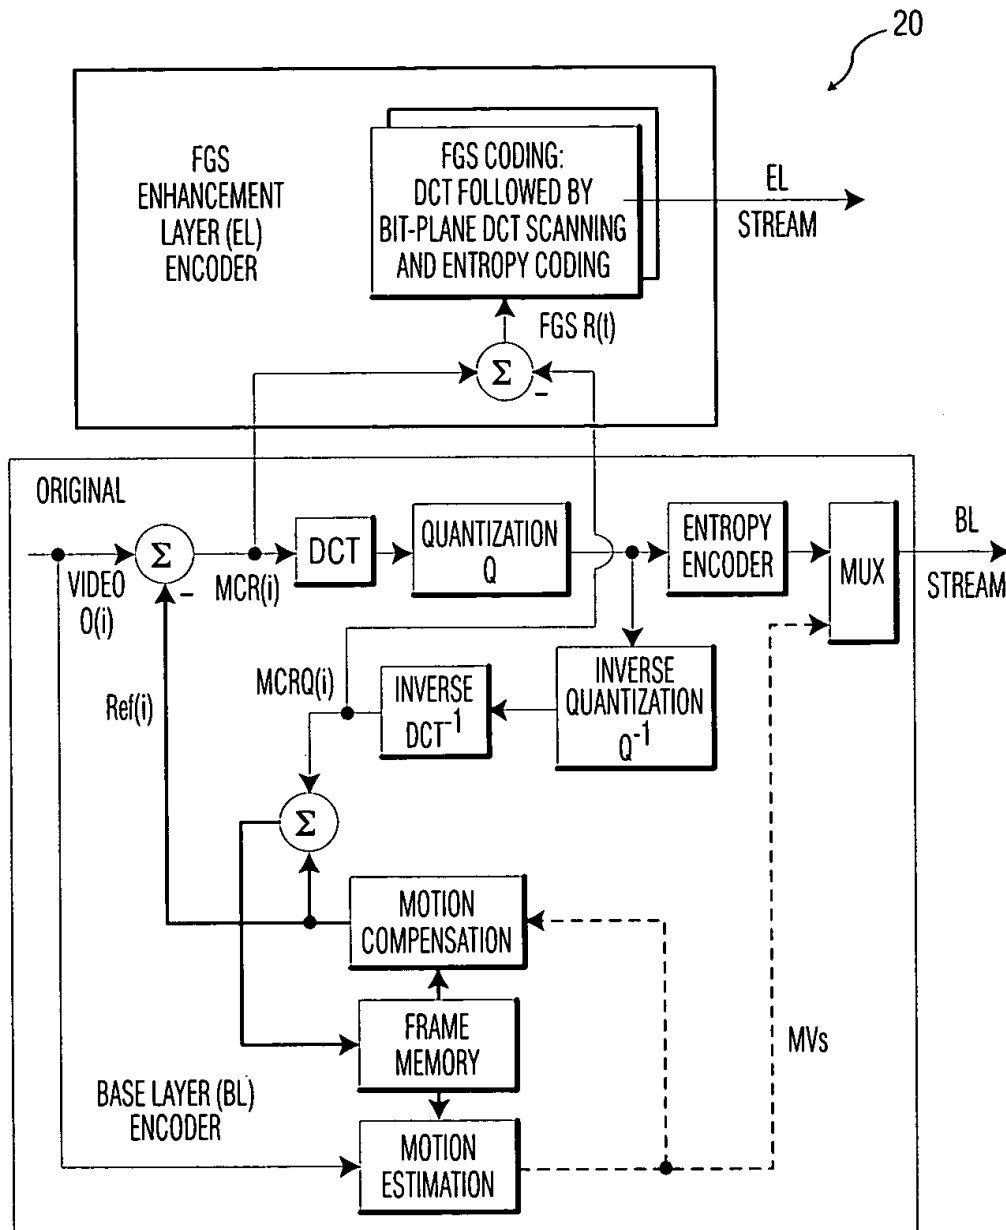 20
FGS
ENHANCEMENT
LAYER (EL)
ENCODER
FGS CODING:
DCT FOLLOWED BY
BIT-PLANE DCT SCANNING
AND ENTROPY CODING
EL
STREAM
FGS R(t)
Σ
-
ORIGINAL
VIDEO
O(i)
Σ
-
MCR(i)
DCT
QUANTIZATION
Q
ENTROPY
ENCODER
MUX
BL
STREAM
Ref(i)
MCRQ(i)
INVERSE
DCT-1
INVERSE
QUANTIZATION
Q-1
Σ
MOTION
COMPENSATION
FRAME
MEMORY
MVs
BASE LAYER (BL)
ENCODER
MOTION
ESTIMATION